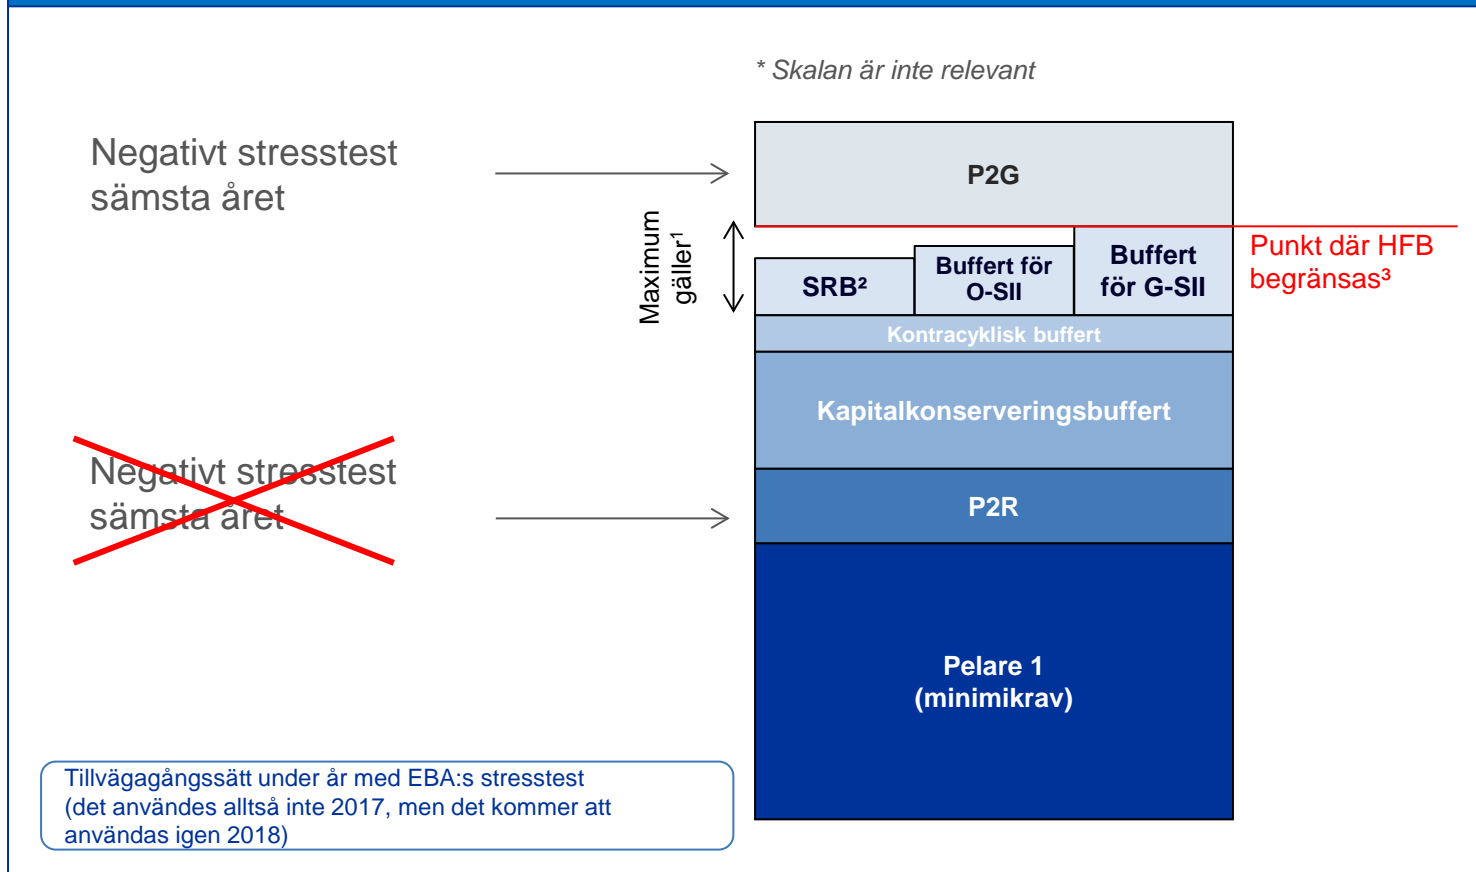 * Skalan är inte relevant
Negativt stresstest
sämsta året
P2G
Maximum
gäller¹
SRB²
Buffert för
O-SII
Buffert
för G-SII
Punkt där HFB
begränsas³
Kontracyklisk buffert
Kapitalkonserveringsbuffert
Negativt stresstest
sämsta året
P2R
Pelare 1
(minimikrav)
Tillvägagångssätt under år med EBA:s stresstest
(det användes alltså inte 2017, men det kommer att
användas igen 2018)